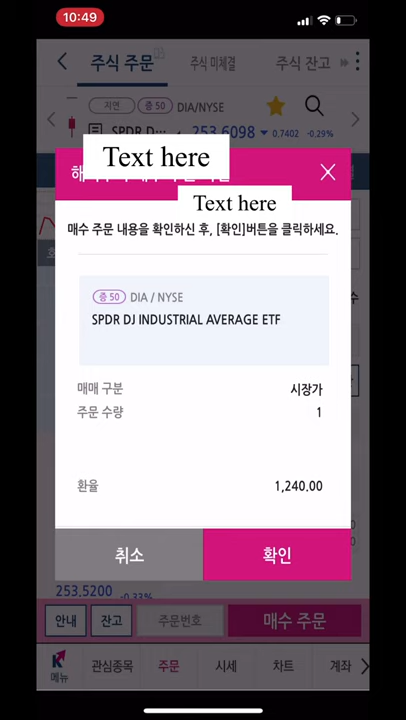 10:49
주식 주문
주식 미체결
주식 잔고
지연 증 50 DIA/NYSE
SPDR D... 253.6098 0.7402 -0.29%
Text here
Text here
매수 주문 내용을 확인하신 후, [확인]버튼을 클릭하세요.
증 50 DIA / NYSE
SPDR DJ INDUSTRIAL AVERAGE ETF
매매 구분 시장가
주문 수량 1
환율 1,240.00
취소 확인
253.5200 -0.33%
안내 잔고 주문번호 매수 주문
메뉴 관심종목 주문 시세 차트 계좌